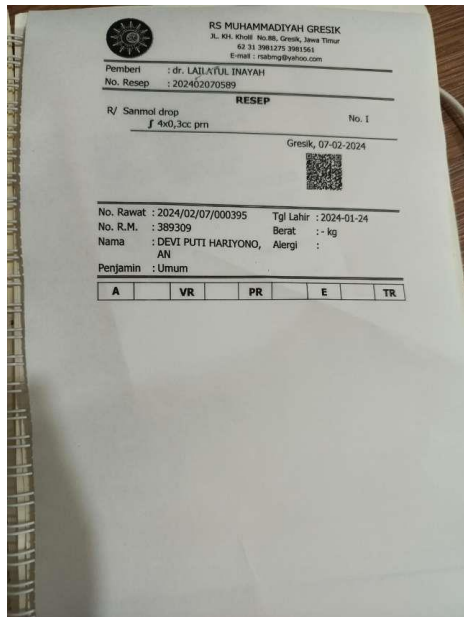 RS MUHAMMADIYAH GRESIK
JL. KH. Kholil No.88, Gresik, Jawa Timur
62 31 3981275 3981561
E-mail : rsabmg@yahoo.com
Pemberi : dr. LAILATUL INAYAH
No. Resep : 202402070589
RESEP
R/ Sanmol drop No. I
∫ 4x0,3cc prn
Gresik, 07-02-2024
No. Rawat : 2024/02/07/000395 Tgl Lahir : 2024-01-24
No. R.M. : 389309 Berat : - kg
Nama : DEVI PUTI HARIYONO, Alergi :
AN
Penjamin : Umum
A VR PR E TR